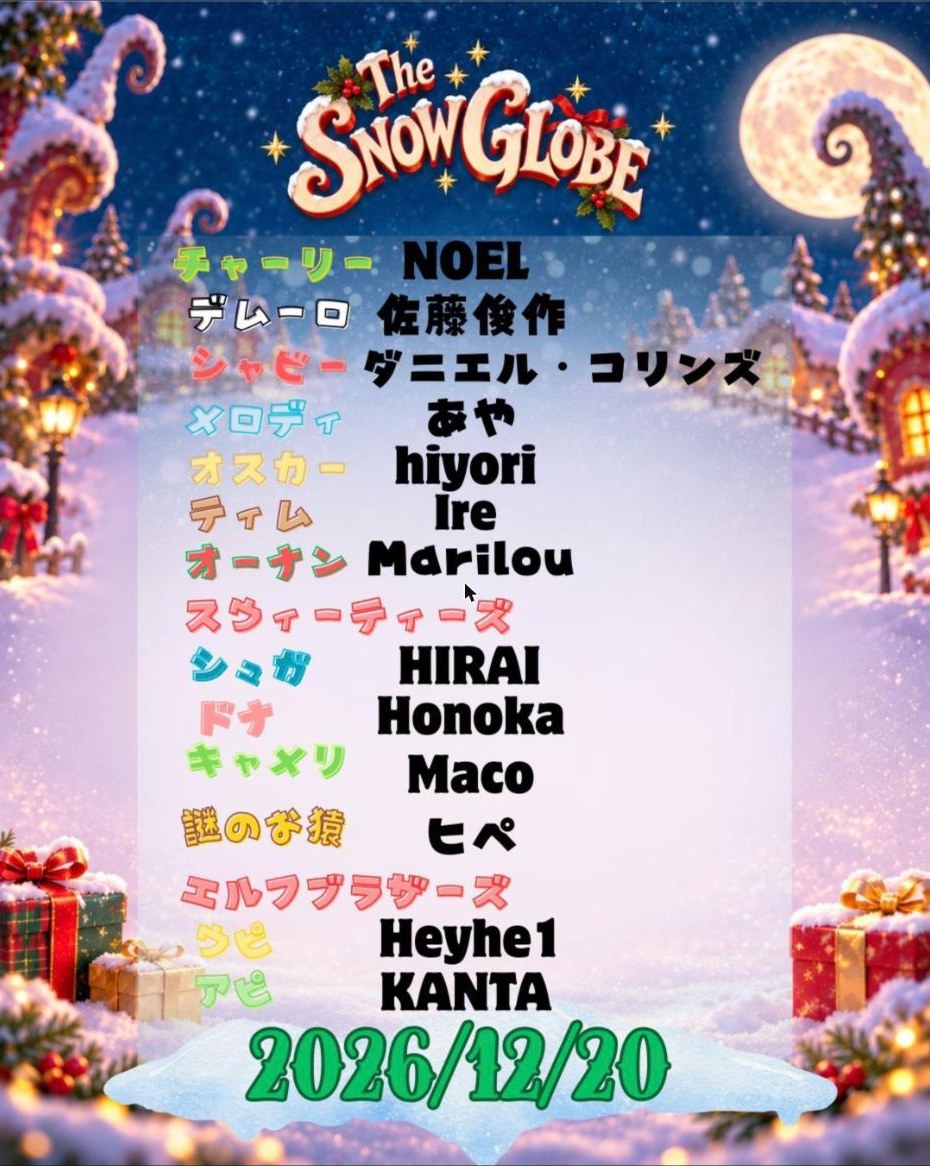 The
SNOW GLOBE
チャーリー NOEL
デムーロ 佐藤俊作
シャビー ダニエル・コリンズ
メロディ あや
オスカー hiyori
ティム Ire
オーナン Marilou
スウィーティーズ
シュガ HIRAI
ドナ Honoka
キャメリ Maco
謎のお猿 ヒペ
エルフブラザーズ
ウピ Heyhe1
アピ KANTA
2026/12/20